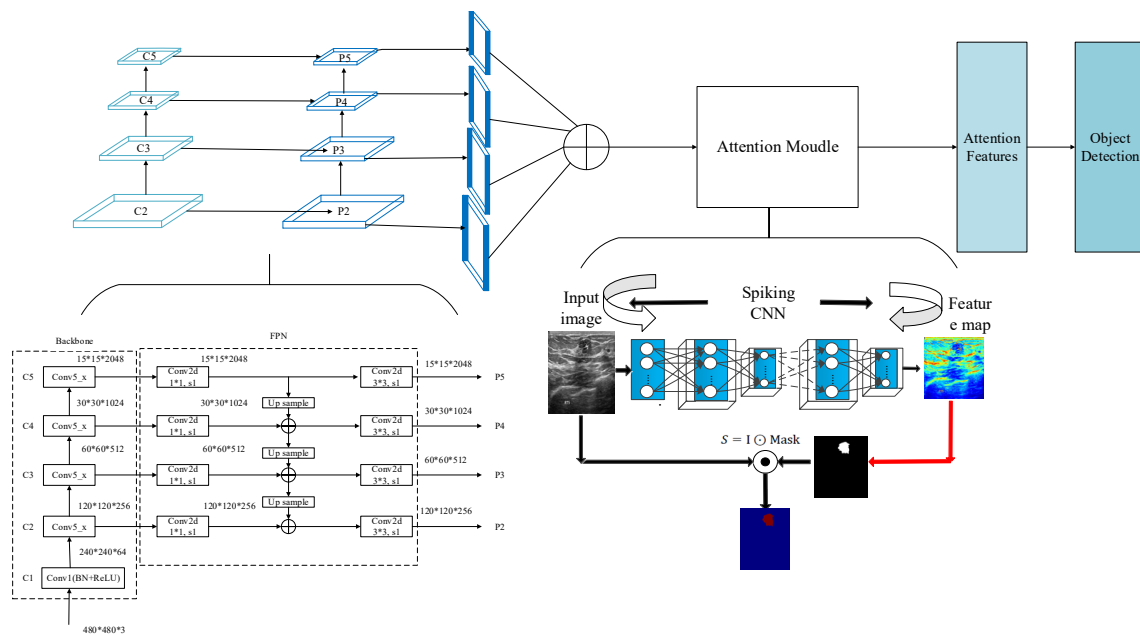 C5
P5
C4
P4
C3
P3
C2
P2
Attention Moudle
Attention
Features
Object
Detection
Backbone
FPN
15*15*2048
15*15*2048
15*15*2048
C5
Conv5_x
Conv2d
1*1, s1
Conv2d
3*3, s1
P5
Up sample
30*30*1024
30*30*1024
30*30*1024
C4
Conv5_x
Conv2d
1*1, s1
Conv2d
3*3, s1
P4
Up sample
60*60*512
60*60*512
60*60*512
C3
Conv5_x
Conv2d
1*1, s1
Conv2d
3*3, s1
P3
Up sample
120*120*256
120*120*256
120*120*256
C2
Conv5_x
Conv2d
1*1, s1
Conv2d
3*3, s1
P2
240*240*64
C1
Conv1(BN+ReLU)
480*480*3
Input
image
Spiking
CNN
Featur
e map
S = I ⊙ Mask